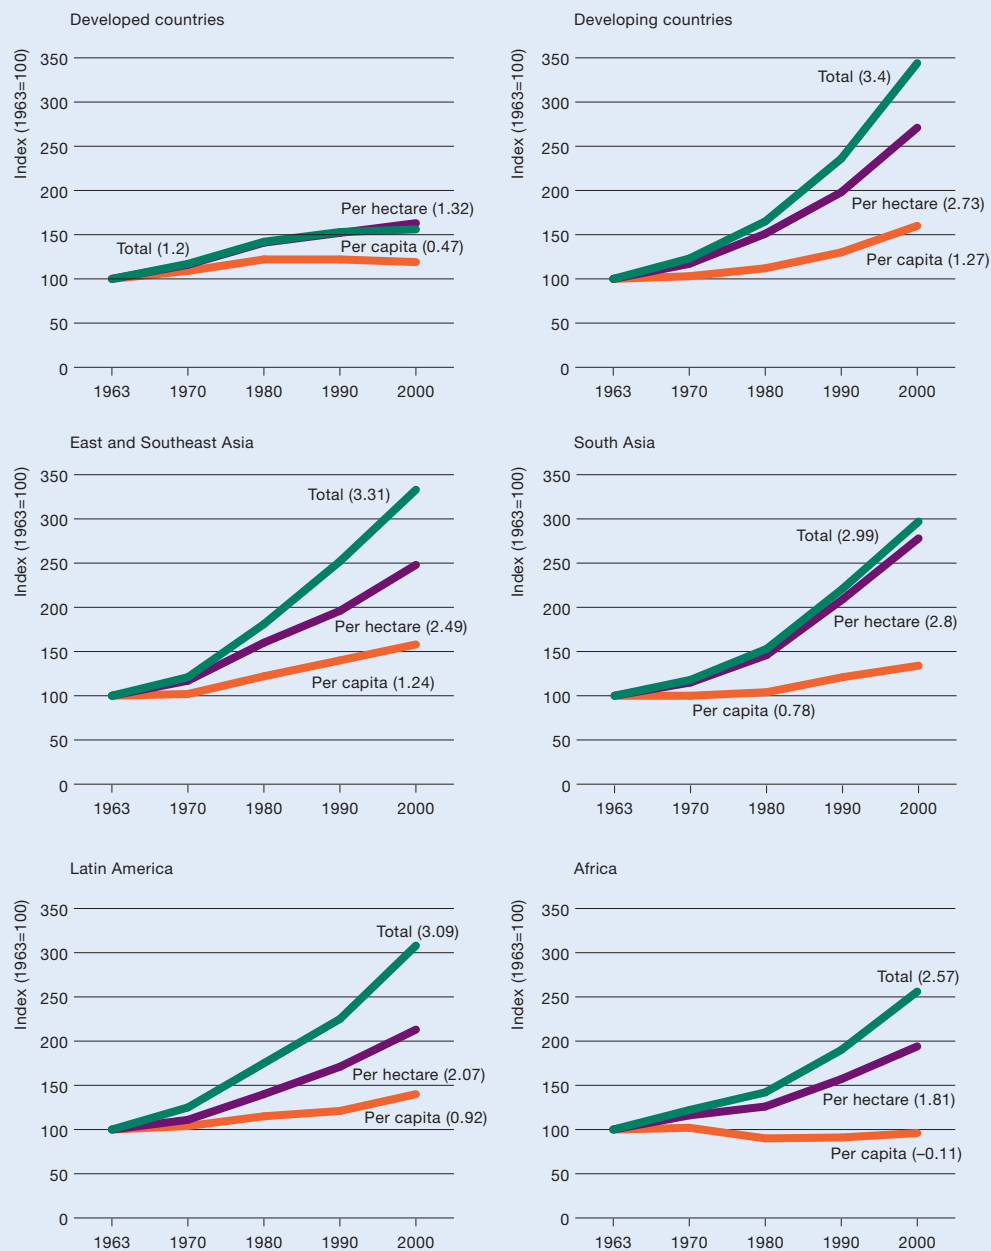 Developed countries
Index (1963=100)
350
300
250
200
150
100
50
0
Total (1.2)
Per hectare (1.32)
Per capita (0.47)
1963 1970 1980 1990 2000
Developing countries
Index (1963=100)
350
300
250
200
150
100
50
0
Total (3.4)
Per hectare (2.73)
Per capita (1.27)
1963 1970 1980 1990 2000
East and Southeast Asia
Index (1963=100)
350
300
250
200
150
100
50
0
Total (3.31)
Per hectare (2.49)
Per capita (1.24)
1963 1970 1980 1990 2000
South Asia
Index (1963=100)
350
300
250
200
150
100
50
0
Total (2.99)
Per hectare (2.8)
Per capita (0.78)
1963 1970 1980 1990 2000
Latin America
Index (1963=100)
350
300
250
200
150
100
50
0
Total (3.09)
Per hectare (2.07)
Per capita (0.92)
1963 1970 1980 1990 2000
Africa
Index (1963=100)
350
300
250
200
150
100
50
0
Total (2.57)
Per hectare (1.81)
Per capita (–0.11)
1963 1970 1980 1990 2000